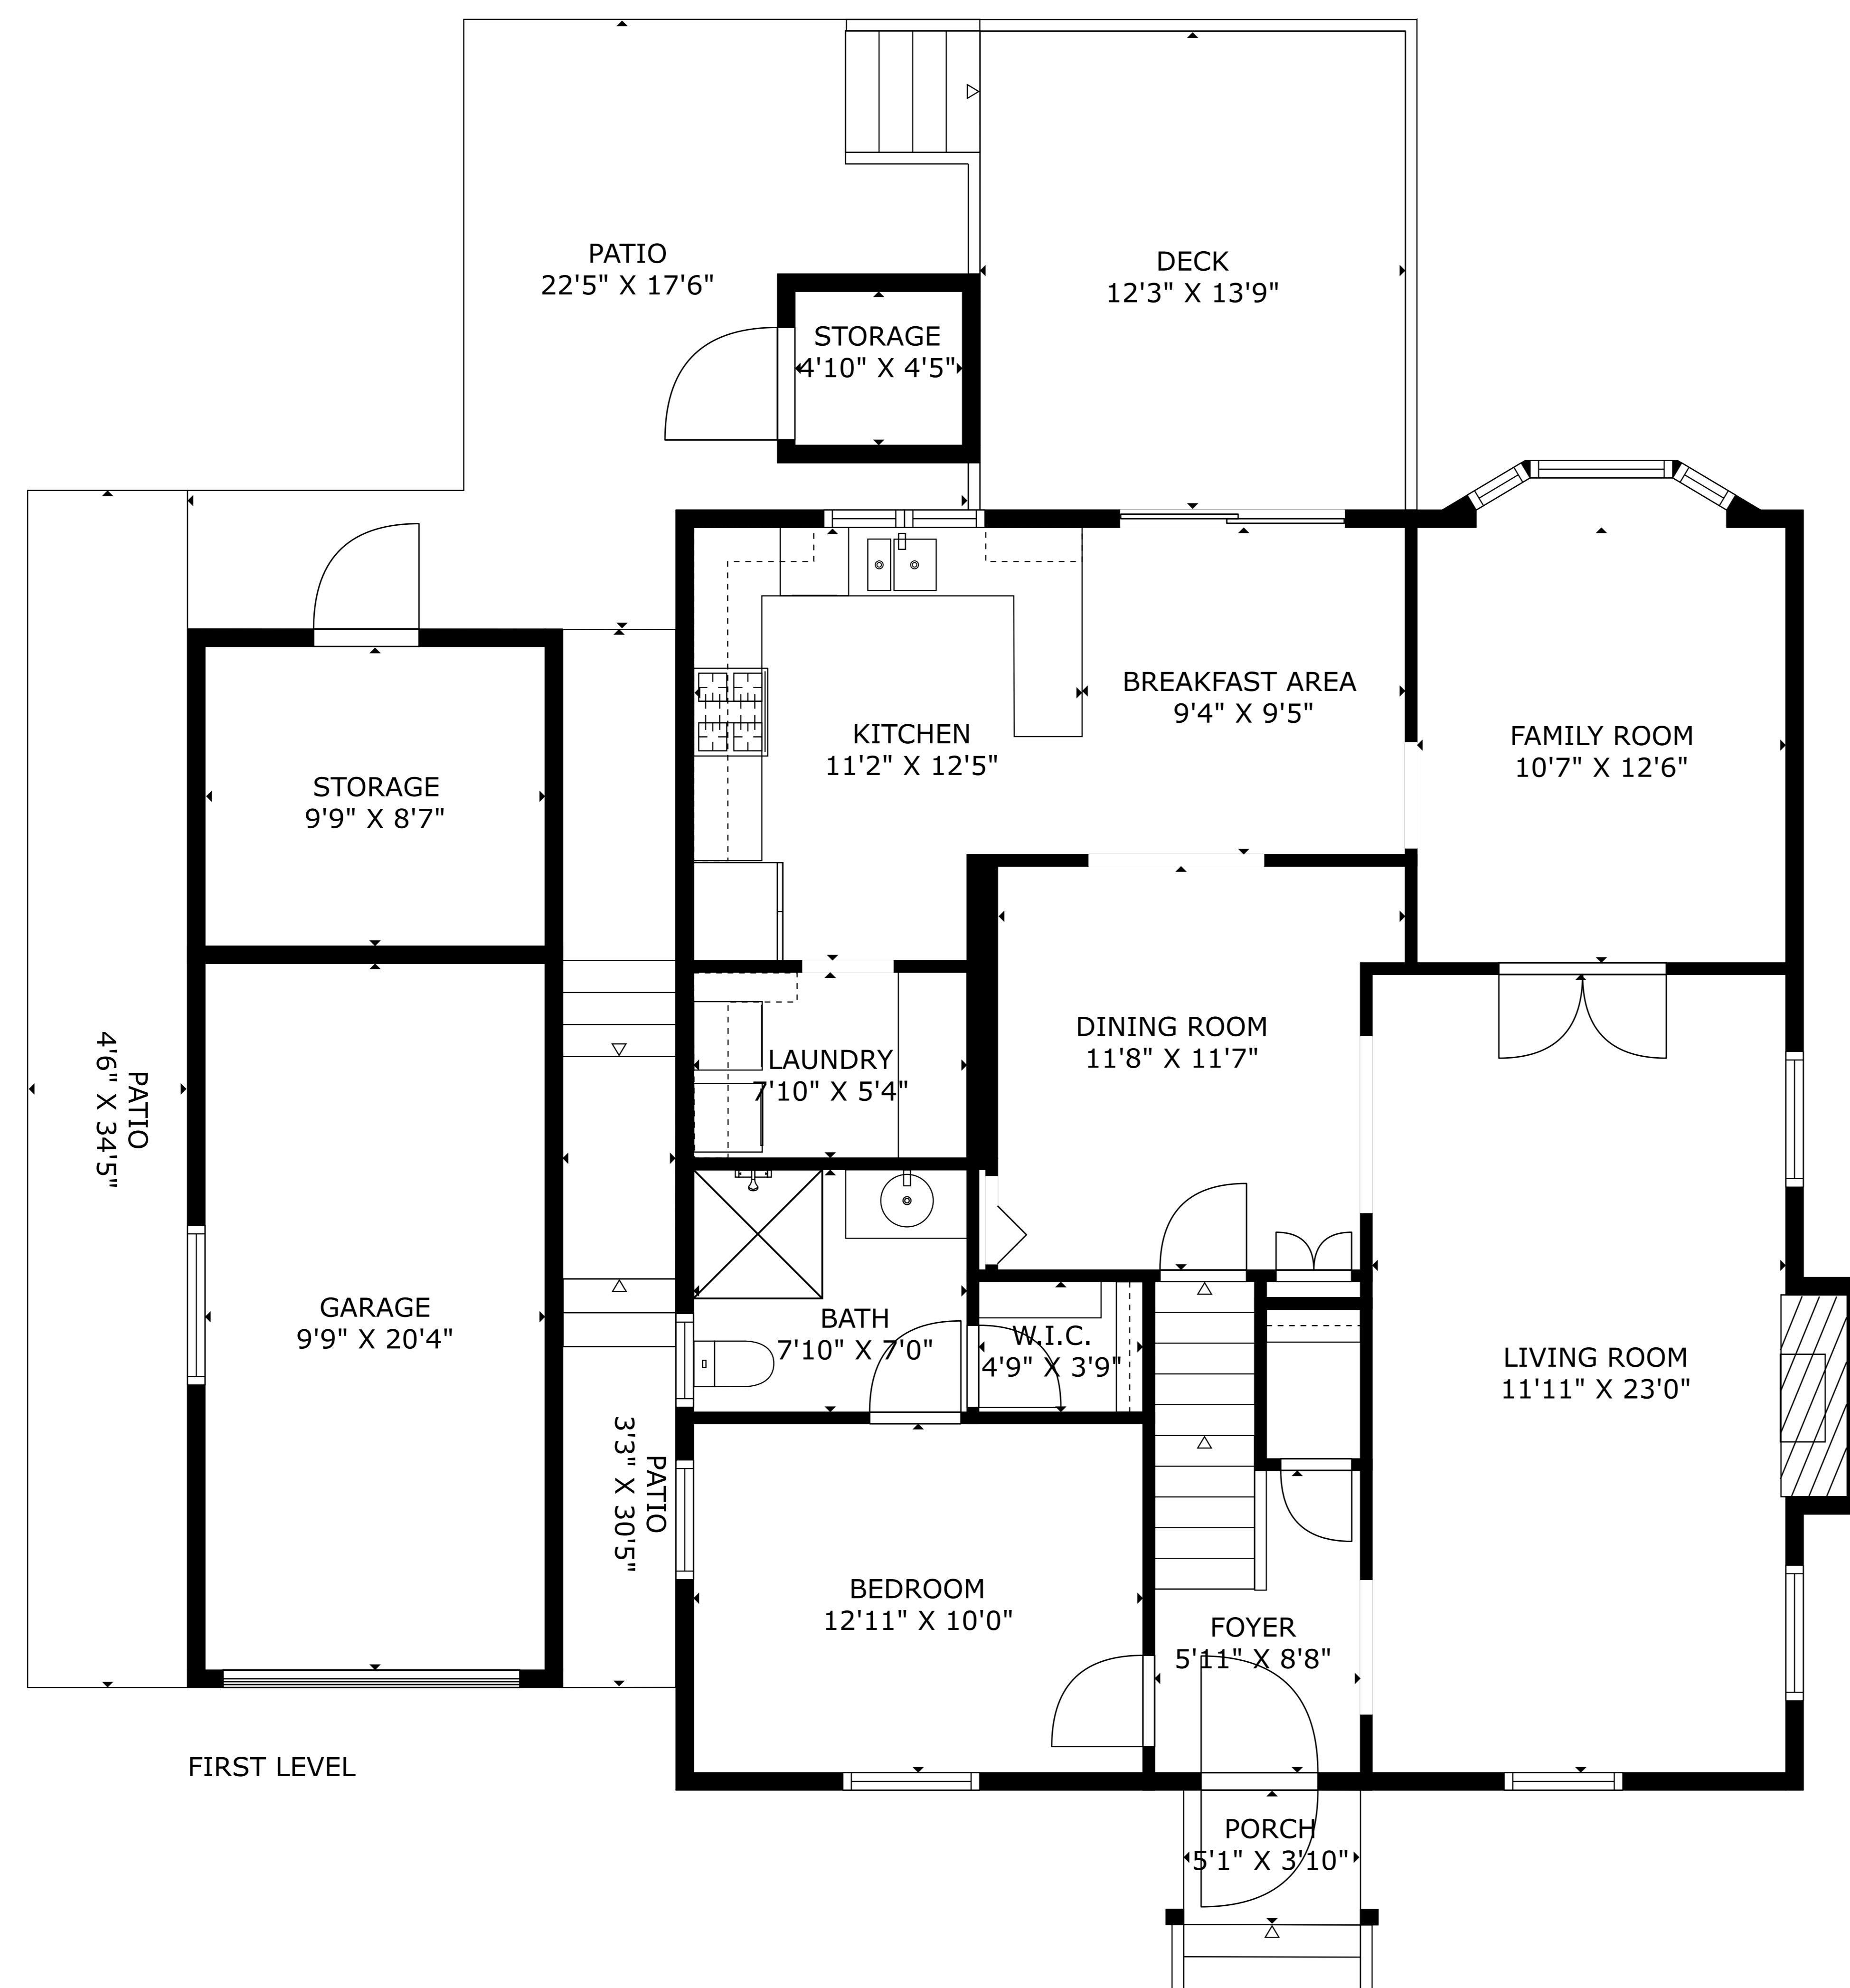 PATIO
22'5" X 17'6"
DECK
12'3" X 13'9"
STORAGE
4'10" X 4'5"
BREAKFAST AREA
9'4" X 9'5"
KITCHEN
11'2" X 12'5"
FAMILY ROOM
10'7" X 12'6"
STORAGE
9'9" X 8'7"
DINING ROOM
11'8" X 11'7"
LAUNDRY
7'10" X 5'4"
PATIO
4'6" X 34'5"
GARAGE
9'9" X 20'4"
BATH
7'10" X 7'0"
W.I.C.
4'9" X 3'9"
LIVING ROOM
11'11" X 23'0"
PATIO
3'3" X 30'5"
BEDROOM
12'11" X 10'0"
FOYER
5'11" X 8'8"
FIRST LEVEL
PORCH
5'1" X 3'10"